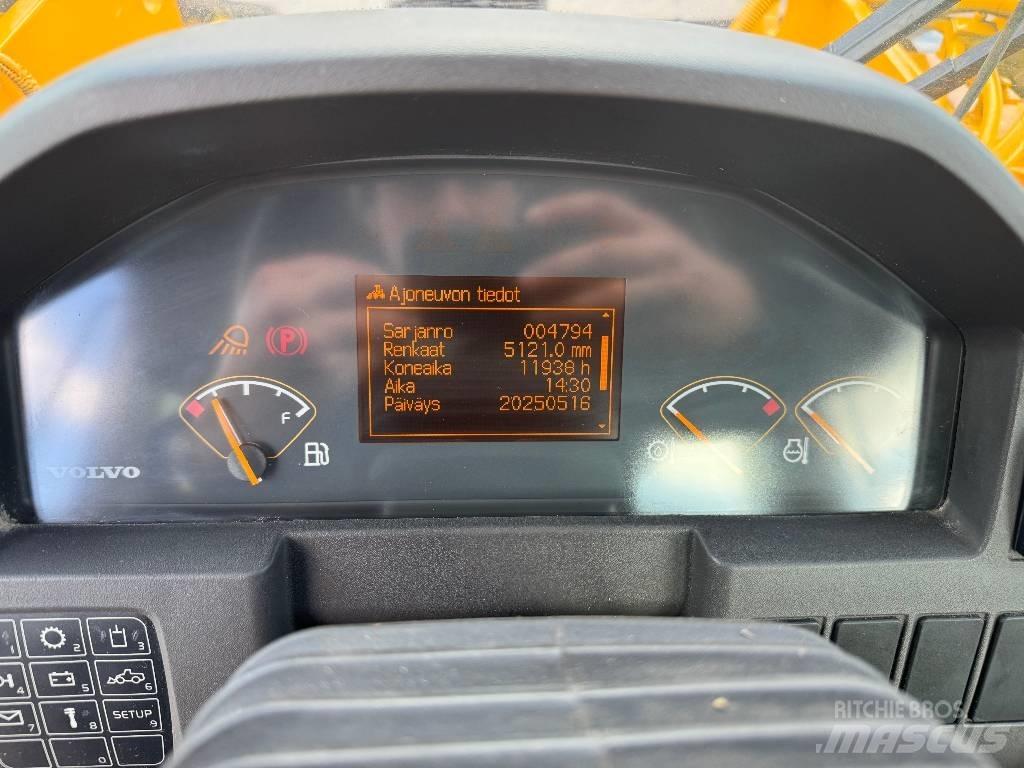 Ajoneuvon tiedot
Sarjanro 004794
Renkaat 5121.0 mm
Koneaika 11938 h
Aika 14:30
Päiväys 20250516
F
P
VOLVO
1 2 3
4 5 6
7 8 SETUP 9
0
RITCHIE BROS
MASCUS